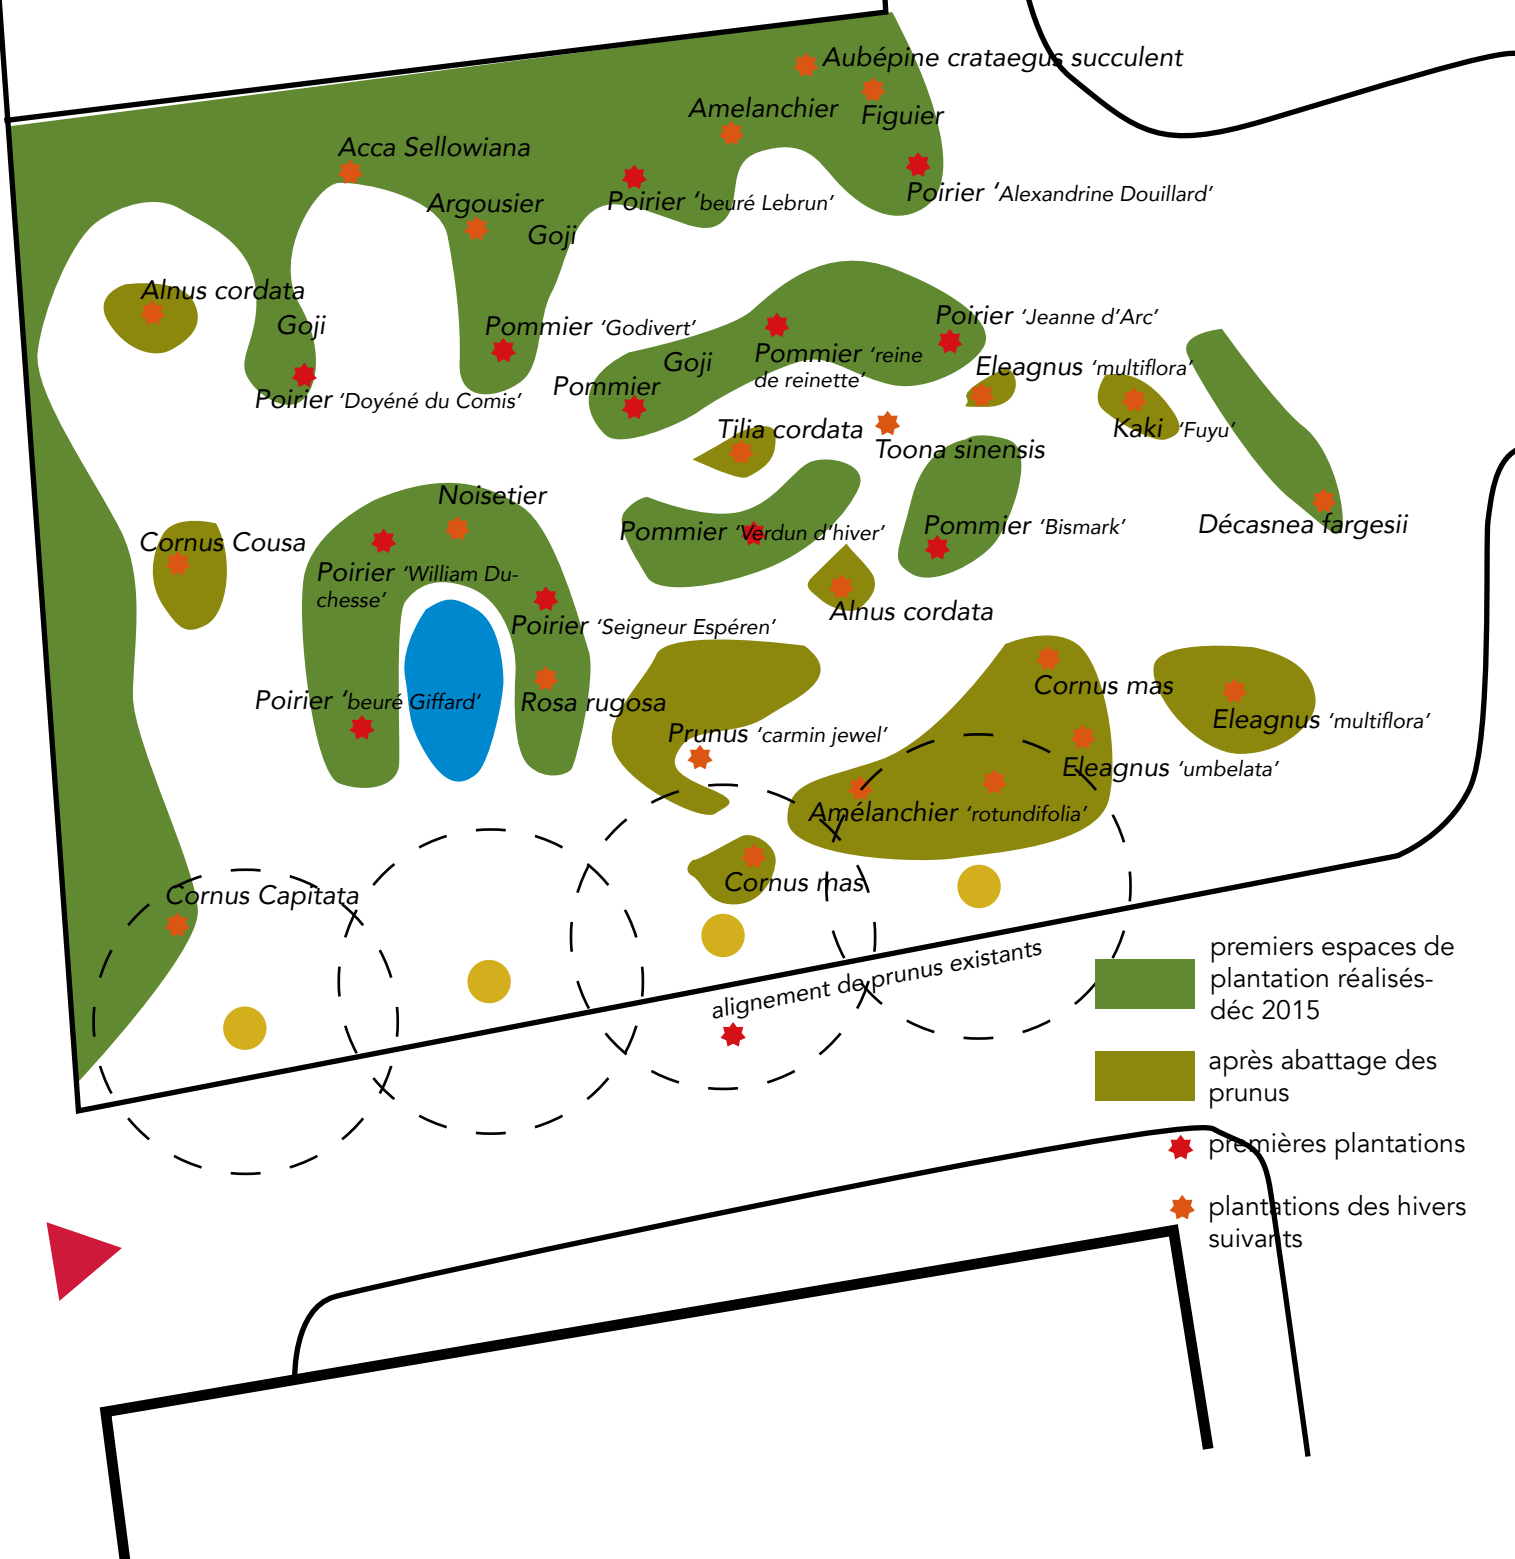 Aubépine crataegus succulent
Amelanchier
Figuier
Acca Sellowiana
Poirier ‘Alexandrine Douillard’
Argousier
Poirier ‘beuré Lebrun’
Goji
Alnus cordata
Goji
Pommier ‘Godivert’
Poirier ‘Jeanne d’Arc’
Goji
Pommier ‘reine
de reinette’
Eleagnus ‘multiflora’
Pommier
Poirier ‘Doyéné du Comis’
Tilia cordata
Toona sinensis
Kaki ‘Fuyu’
Noisetier
Cornus Cousa
Pommier ‘Verdun d’hiver’
Pommier ‘Bismark’
Décasnea fargesii
Poirier ‘William Du-
chesse’
Alnus cordata
Poirier ‘Seigneur Espéren’
Poirier ‘beuré Giffard’
Rosa rugosa
Cornus mas
Eleagnus ‘multiflora’
Prunus ‘carmin jewel’
Eleagnus ‘umbelata’
Amélanchier ‘rotundifolia’
Cornus mas
Cornus Capitata
alignement de prunus existants
premiers espaces de
plantation réalisés-
déc 2015
après abattage des
prunus
premières plantations
plantations des hivers
suivants